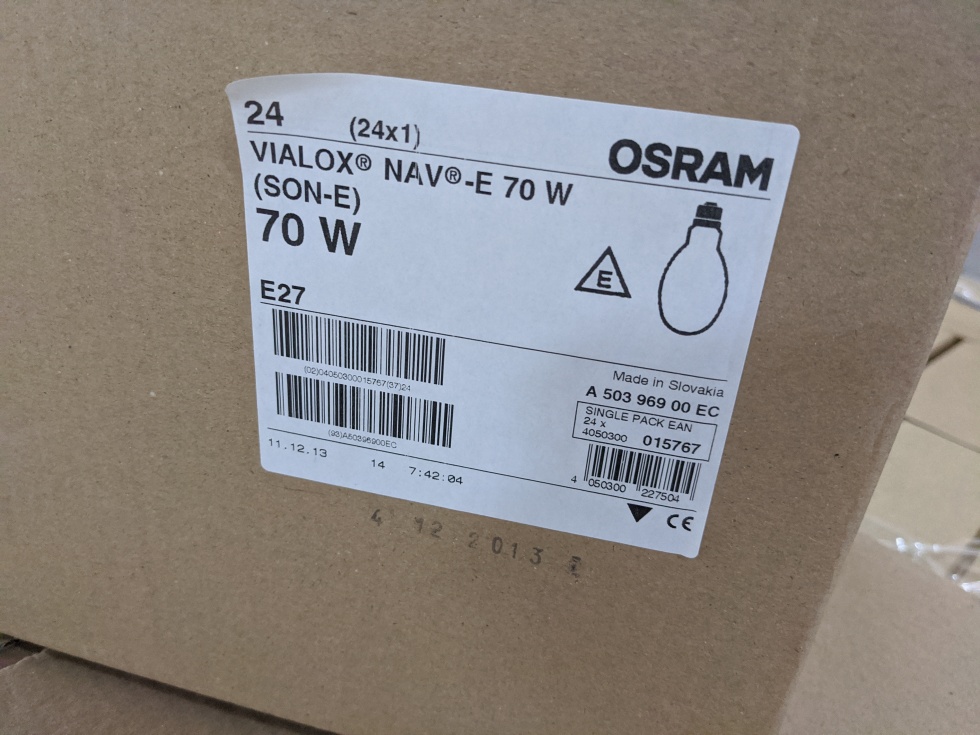 24 (24x1)
OSRAM
VIALOX® NAV®-E 70 W
(SON-E)
70 W
E
E27
(02)04050300015767(37)24
(93)A50396900EC
Made in Slovakia
A 503 969 00 EC
SINGLE PACK EAN
24 x
4050300 015767
4 050300 227504
11.12.13 14 7:42:04
CE
4 12 2013